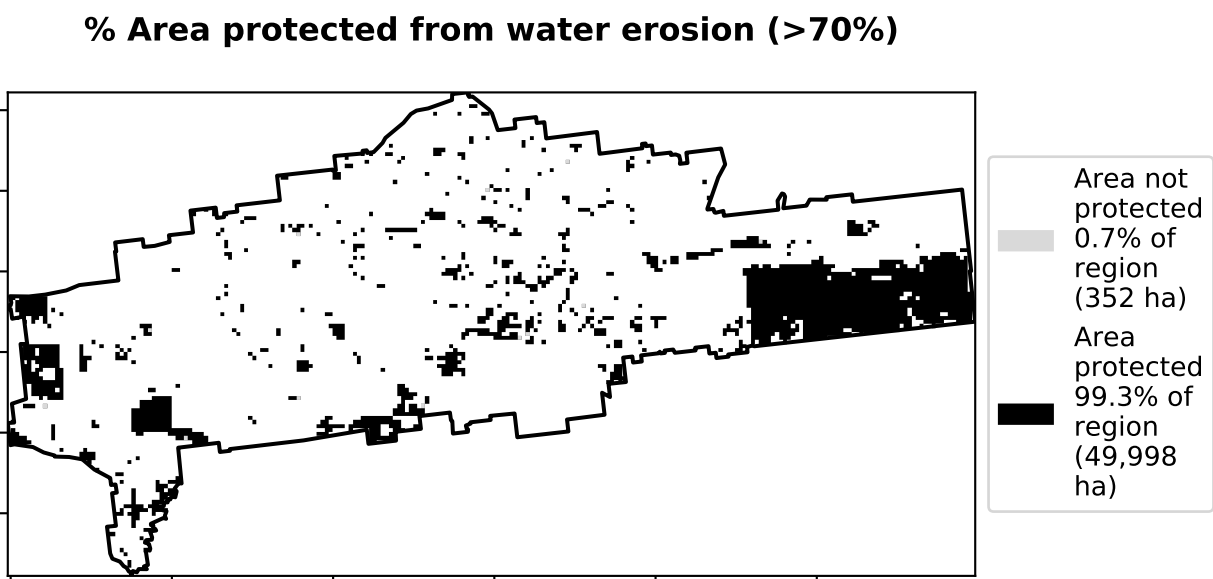 % Area protected from water erosion (>70%)
Area not
protected
0.7% of
region
(352 ha)
Area
protected
99.3% of
region
(49,998
ha)